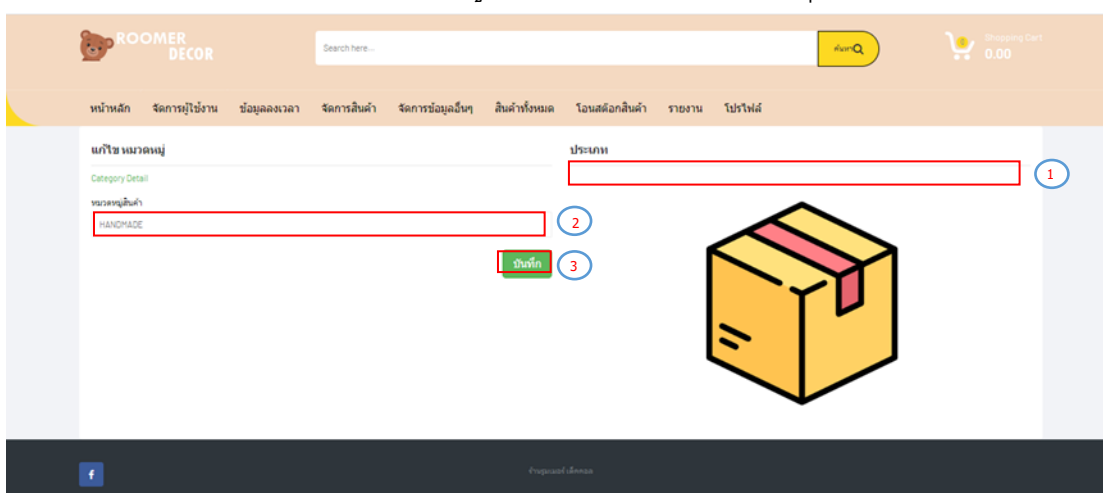 ROOMER
DECOR
Search here...
ค้นหา
0
Shopping Cart
0.00
หน้าหลัก จัดการผู้ใช้งาน ข้อมูลลงเวลา จัดการสินค้า จัดการข้อมูลอื่นๆ สินค้าทั้งหมด โอนสต๊อกสินค้า รายงาน โปรไฟล์
แก้ไข หมวดหมู่
ประเภท
1
Category Detail
หมวดหมู่สินค้า
HANDMADE
2
บันทึก
3
f